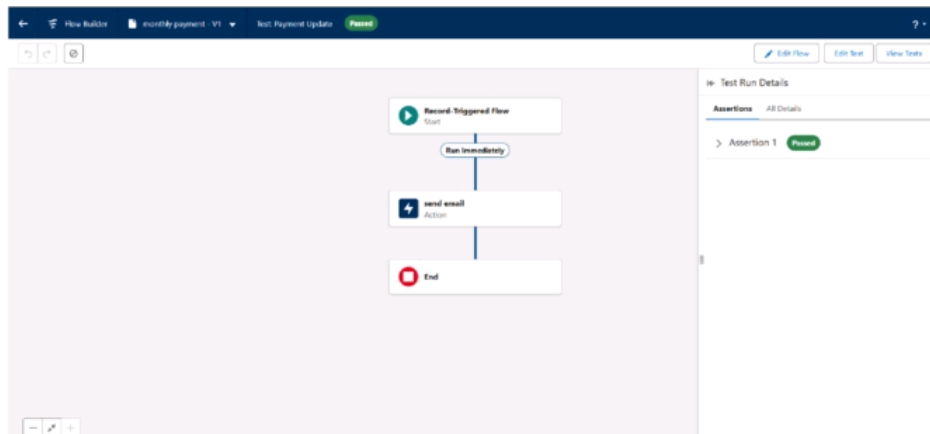 Flow Builder
monthly payment - V1
Test: Payment Update
Passed
?
Edit Flow
Edit Test
View Tests
Test Run Details
Assertions
All Details
Assertion 1
Passed
Record-Triggered Flow
Start
Run Immediately
send email
Action
End